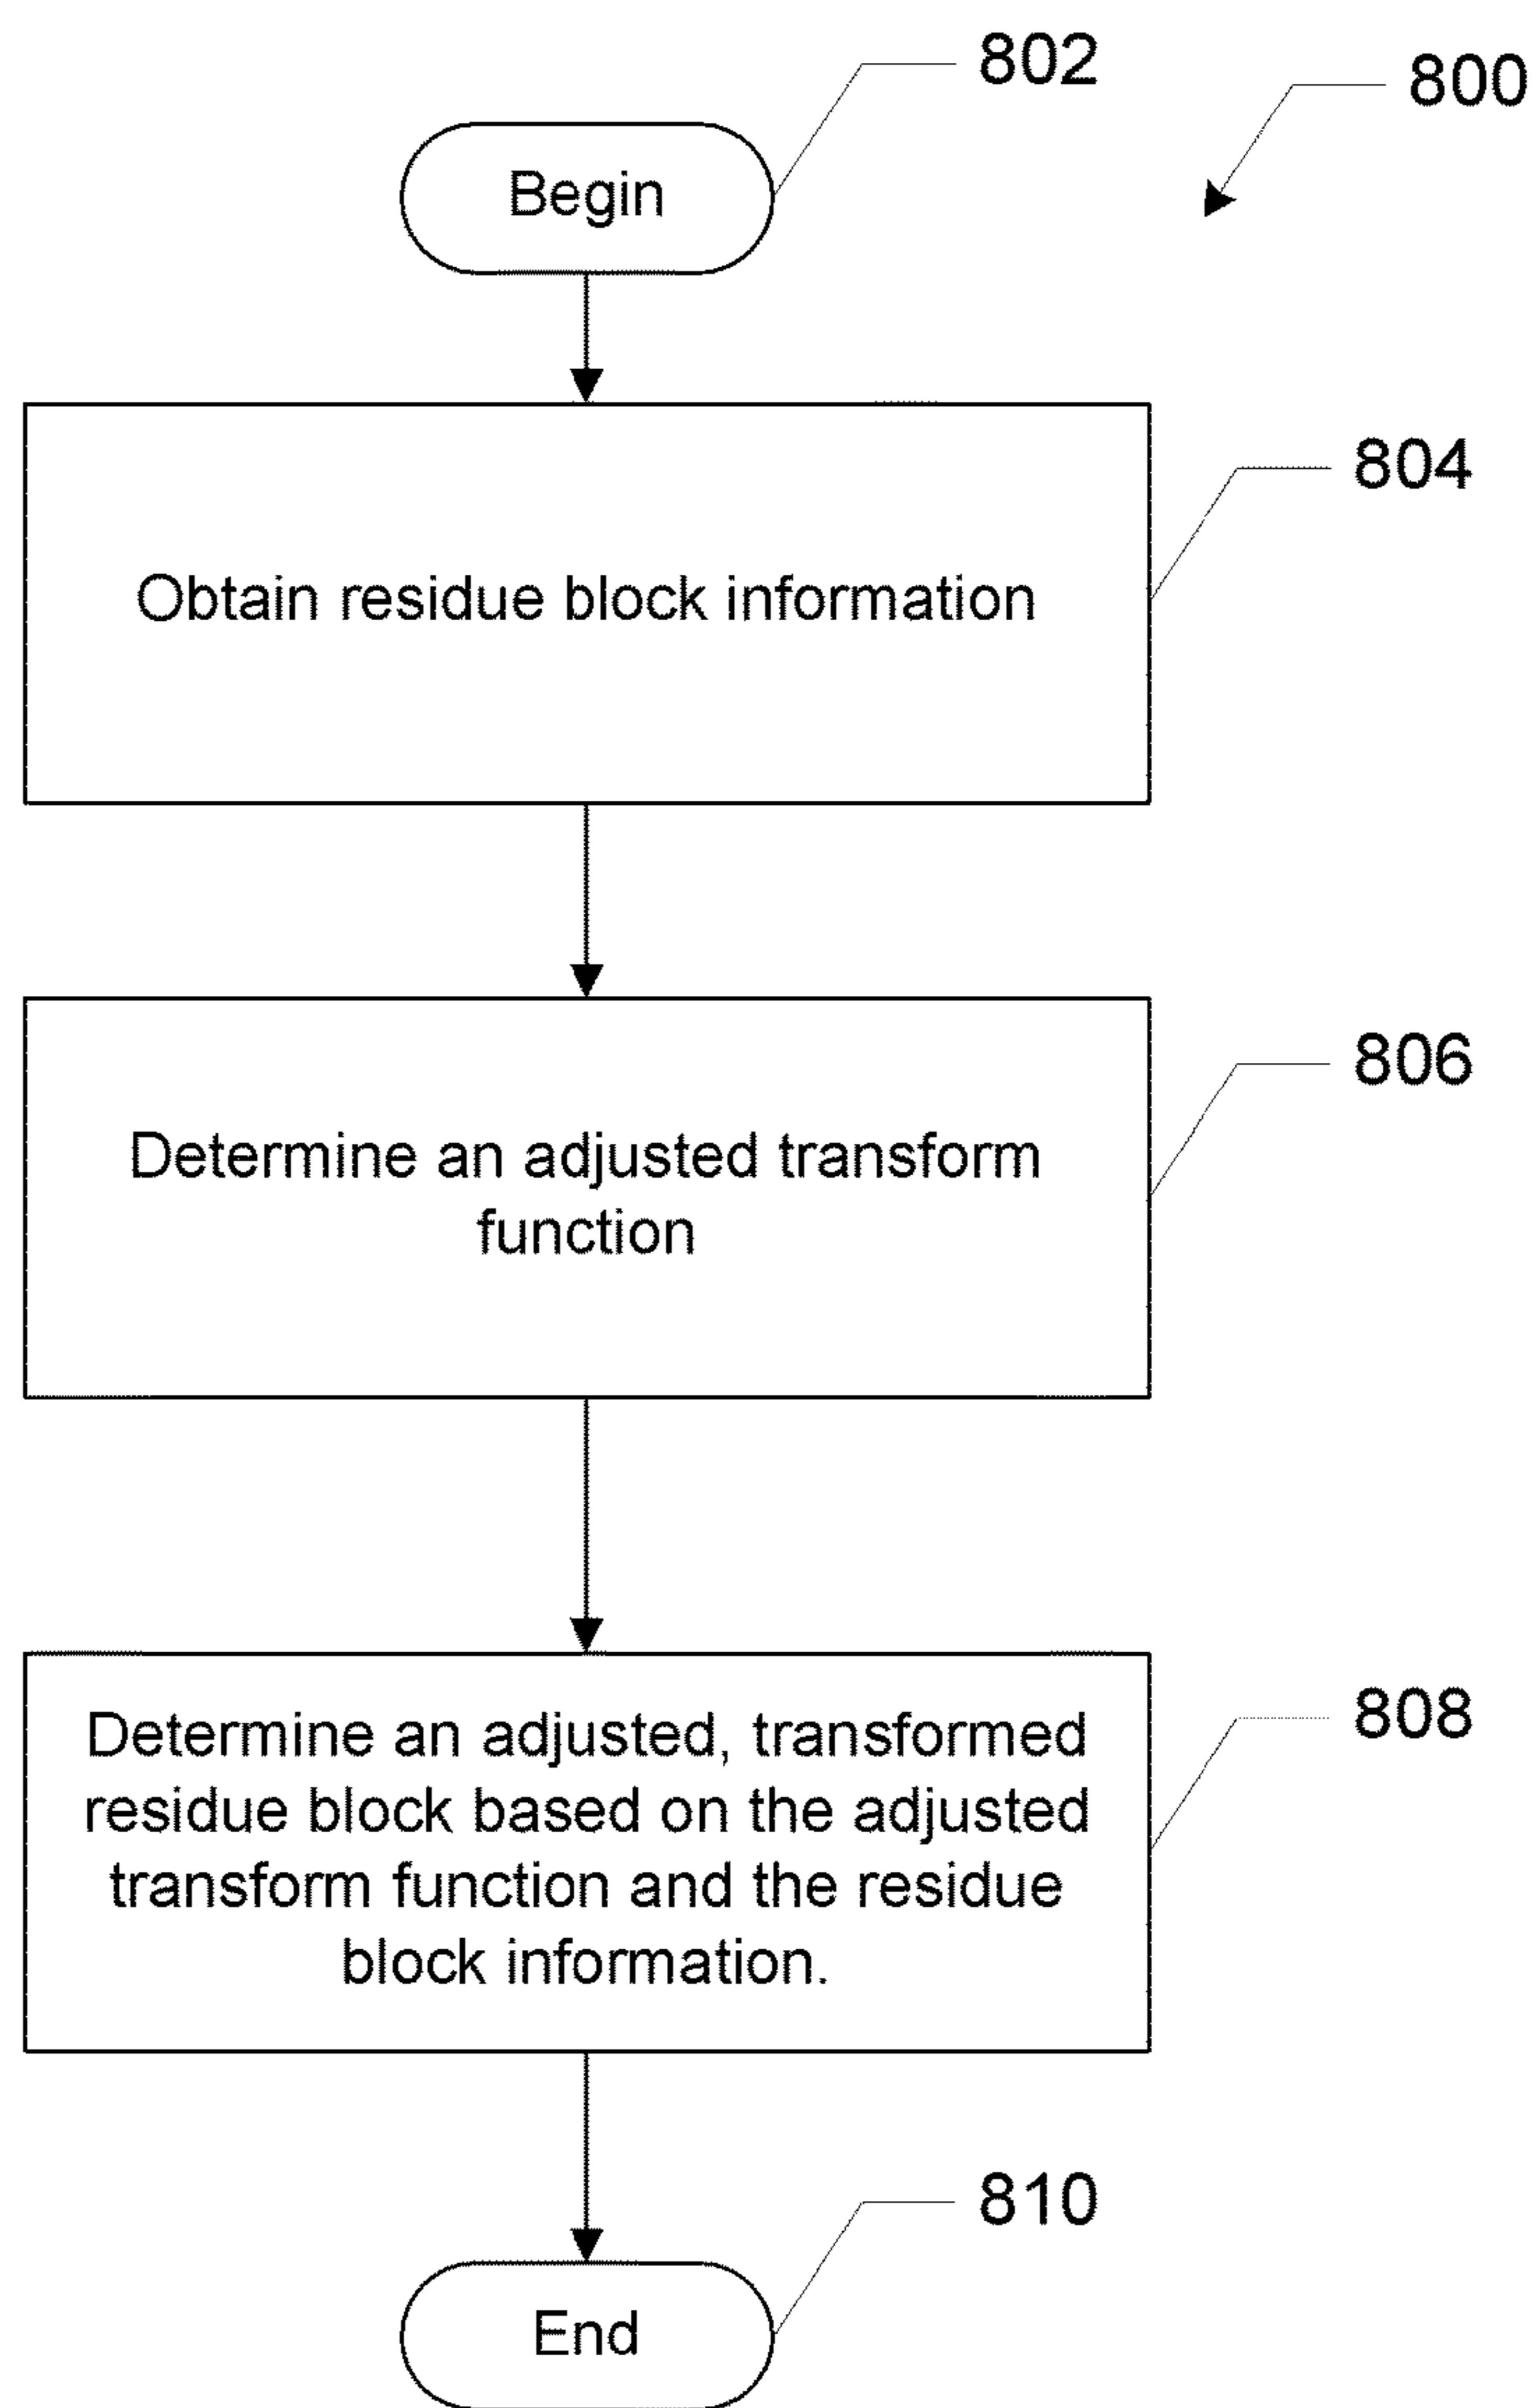 802
800
Begin
804
Obtain residue block information
806
Determine an adjusted transform
function
808
Determine an adjusted, transformed
residue block based on the adjusted
transform function and the residue
block information.
810
End